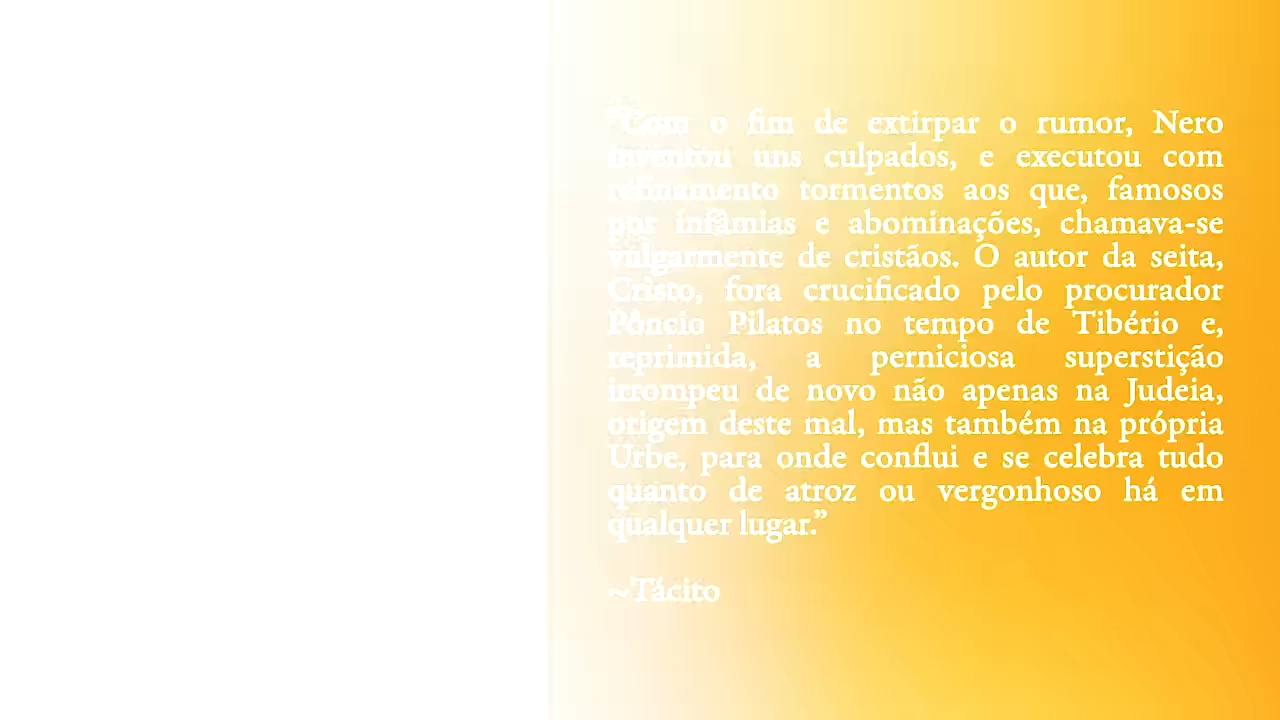 "Com o fim de extirpar o rumor, Nero
inventou uns culpados, e executou com
refinamento tormentos aos que, famosos
por infâmias e abominações, chamava-se
vulgarmente de cristãos. O autor da seita,
Cristo, fora crucificado pelo procurador
Pôncio Pilatos no tempo de Tibério e,
reprimida, a perniciosa superstição
irrompeu de novo não apenas na Judeia,
origem deste mal, mas também na própria
Urbe, para onde conflui e se celebra tudo
quanto de atroz ou vergonhoso há em
qualquer lugar.”
~Tácito